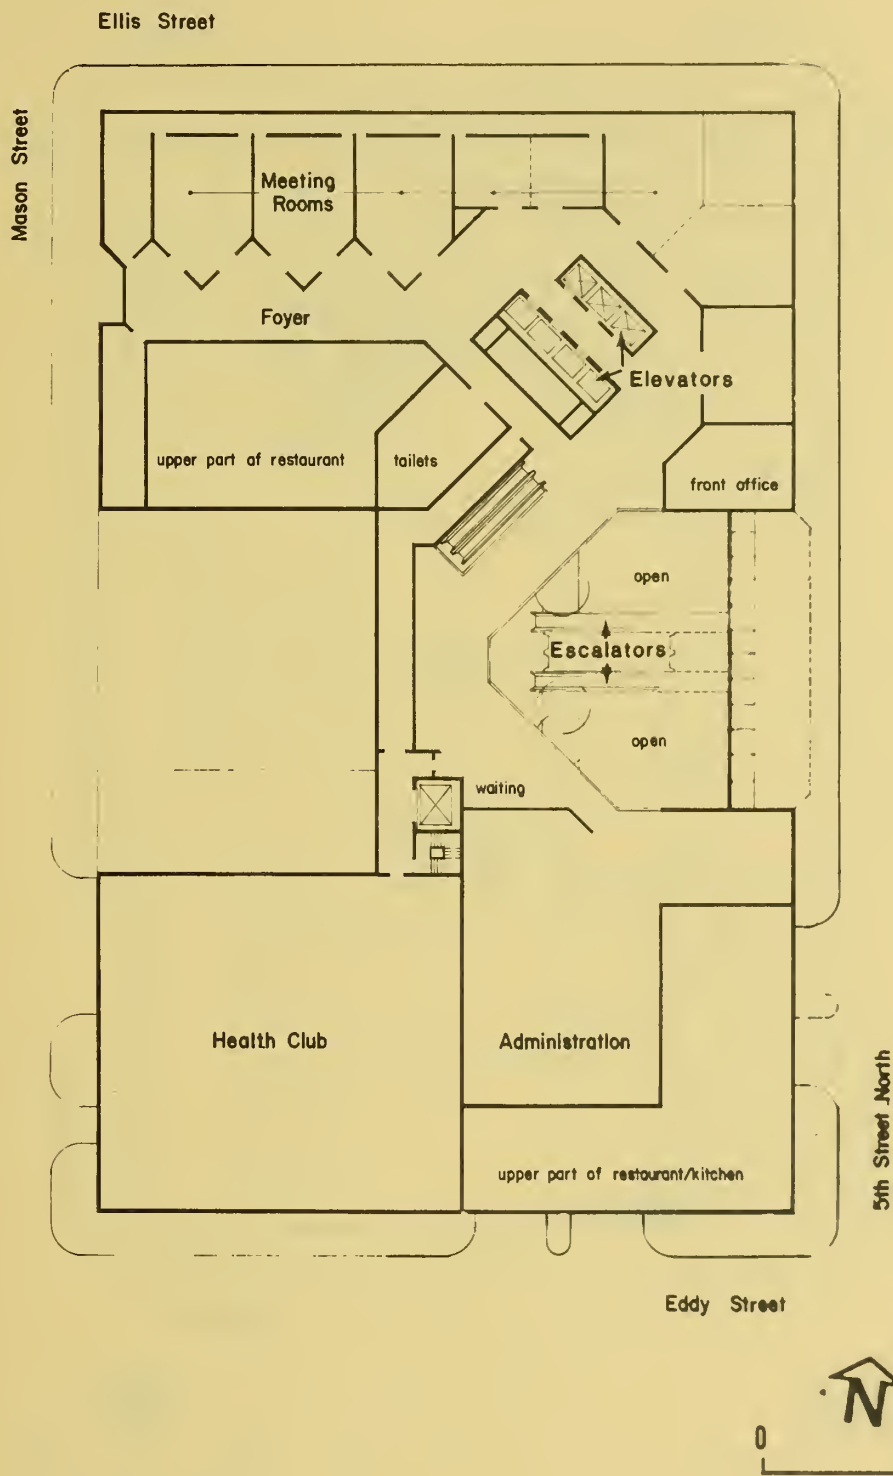 Ellis Street
Mason Street
Meeting
Rooms
Foyer
Elevators
upper part of restaurant
tailets
front office
open
Escalators
open
waiting
Health Club
Administration
upper part of restaurant/kitchen
5th Street North
Eddy Street
N
0